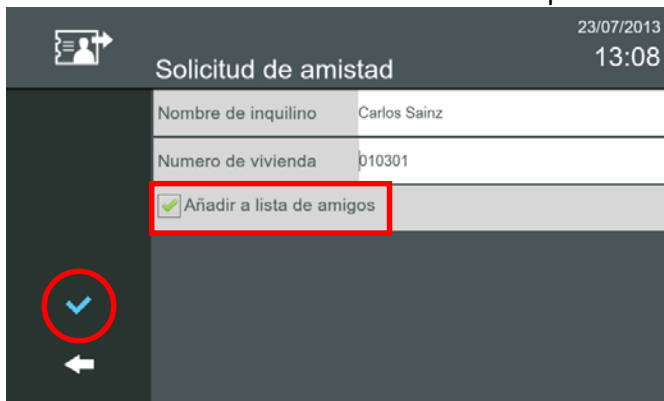 23/07/2013
13:08
Solicitud de amistad
Nombre de inquilino Carlos Sainz
Numero de vivienda 010301
Añadir a lista de amigos